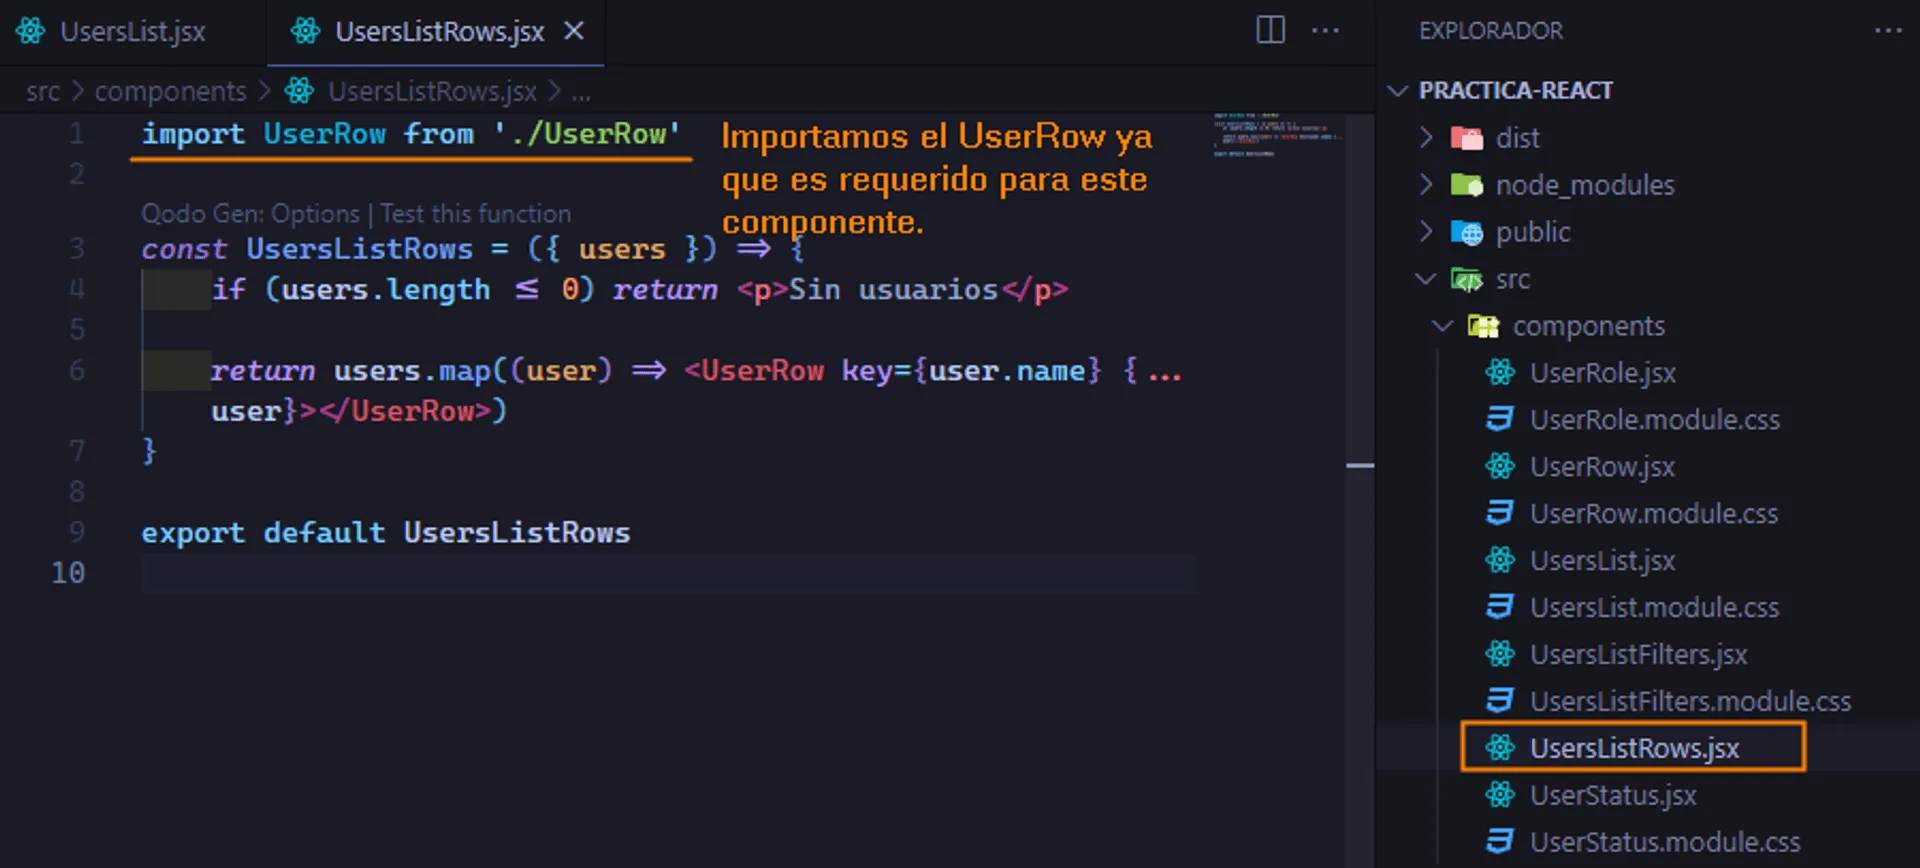 UsersList.jsx
UsersListRows.jsx
src > components > UsersListRows.jsx > ...
1 import UserRow from './UserRow'
Importamos el UserRow ya
que es requerido para este
componente.
2
Qodo Gen: Options | Test this function
3 const UsersListRows = ({ users }) => {
4 if (users.length <= 0) return <p>Sin usuarios</p>
5
6 return users.map((user) => <UserRow key={user.name} {...
user}></UserRow>)
7 }
8
9 export default UsersListRows
10
EXPLORADOR
PRACTICA-REACT
dist
node_modules
public
src
components
UserRole.jsx
UserRole.module.css
UserRow.jsx
UserRow.module.css
UsersList.jsx
UsersList.module.css
UsersListFilters.jsx
UsersListFilters.module.css
UsersListRows.jsx
UserStatus.jsx
UserStatus.module.css